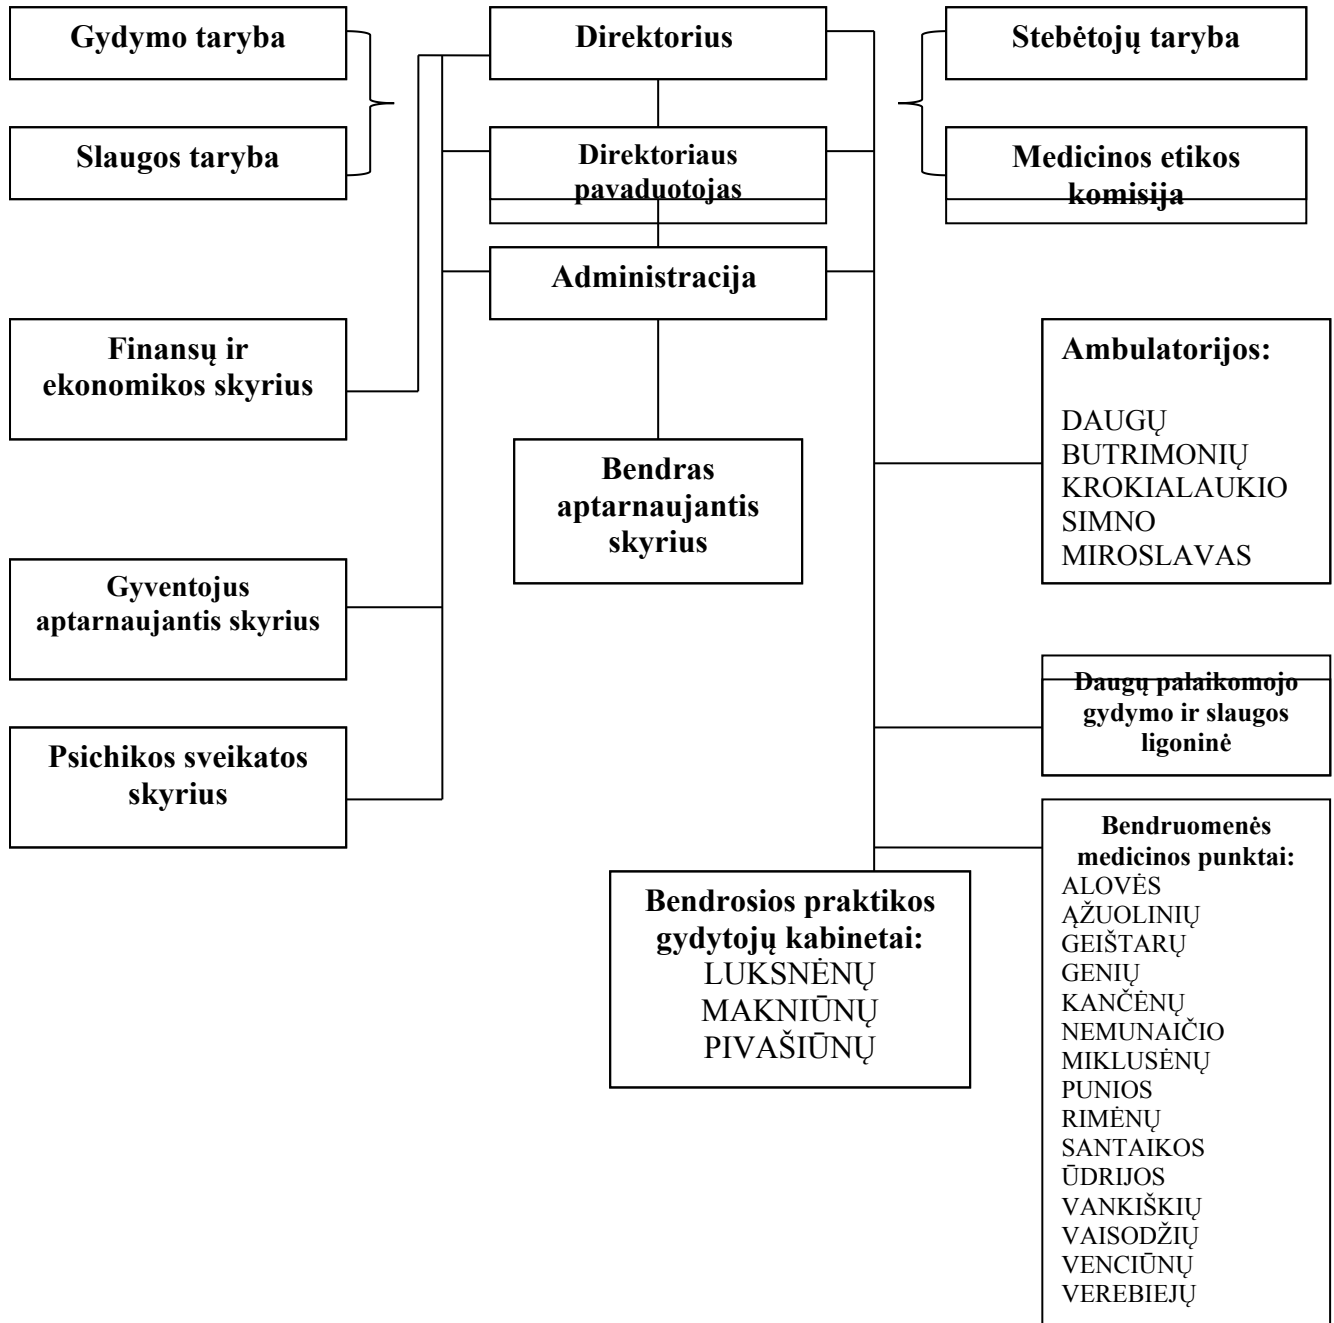 Gydymo taryba
Direktorius
Stebėtojų taryba
Slaugos taryba
Direktoriaus
pavaduotojas
Medicinos etikos
komisija
Administracija
Finansų ir
ekonomikos skyrius
Ambulatorijos:
DAUGŲ
BUTRIMONIŲ
KROKIALAUKIO
SIMNO
MIROSLAVAS
Bendras
aptarnaujantis
skyrius
Gyventojus
aptarnaujantis skyrius
Daugų palaikomojo
gydymo ir slaugos
ligoninė
Psichikos sveikatos
skyrius
Bendrosios praktikos
gydytojų kabinetai:
LUKSNĖNŲ
MAKNIŪNŲ
PIVAŠIŪNŲ
Bendruomenės
medicinos punktai:
ALOVĖS
ĄŽUOLINIŲ
GEIŠTARŲ
GENIŲ
KANČĖNŲ
NEMUNAIČIO
MIKLUSĖNŲ
PUNIOS
RIMĖNŲ
SANTAIKOS
ŪDRIJOS
VANKIŠKIŲ
VAISODŽIŲ
VENCIŪNŲ
VEREBIEJŲ